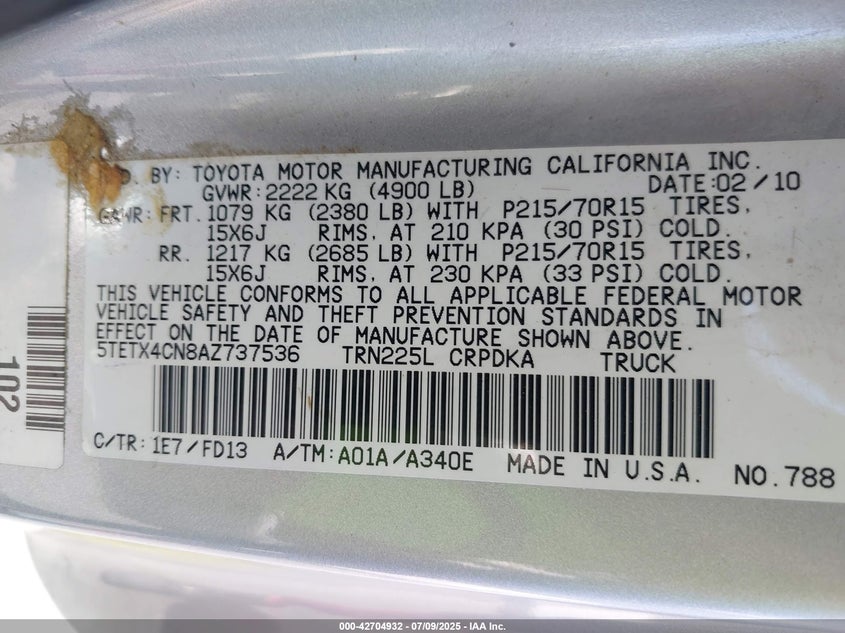 D. BY: TOYOTA MOTOR MANUFACTURING CALIFORNIA INC.
GVWR: 2222 KG (4900 LB) DATE: 02/10
FRT. 1079 KG (2380 LB) WITH P215/70R15 TIRES,
15X6J RIMS, AT 210 KPA (30 PSI) COLD.
RR. 1217 KG (2685 LB) WITH P215/70R15 TIRES,
15X6J RIMS, AT 230 KPA (33 PSI) COLD.
THIS VEHICLE CONFORMS TO ALL APPLICABLE FEDERAL MOTOR
VEHICLE SAFETY AND THEFT PREVENTION STANDARDS IN
EFFECT ON THE DATE OF MANUFACTURE SHOWN ABOVE.
5TETX4CN8AZ737536 TRN225L CRPDKA TRUCK
C/TR: 1E7/FD13 A/TM: A01A/A340E MADE IN U.S.A. NO. 788
102
000-42704932 / 07/09/2025 - IAA Inc.